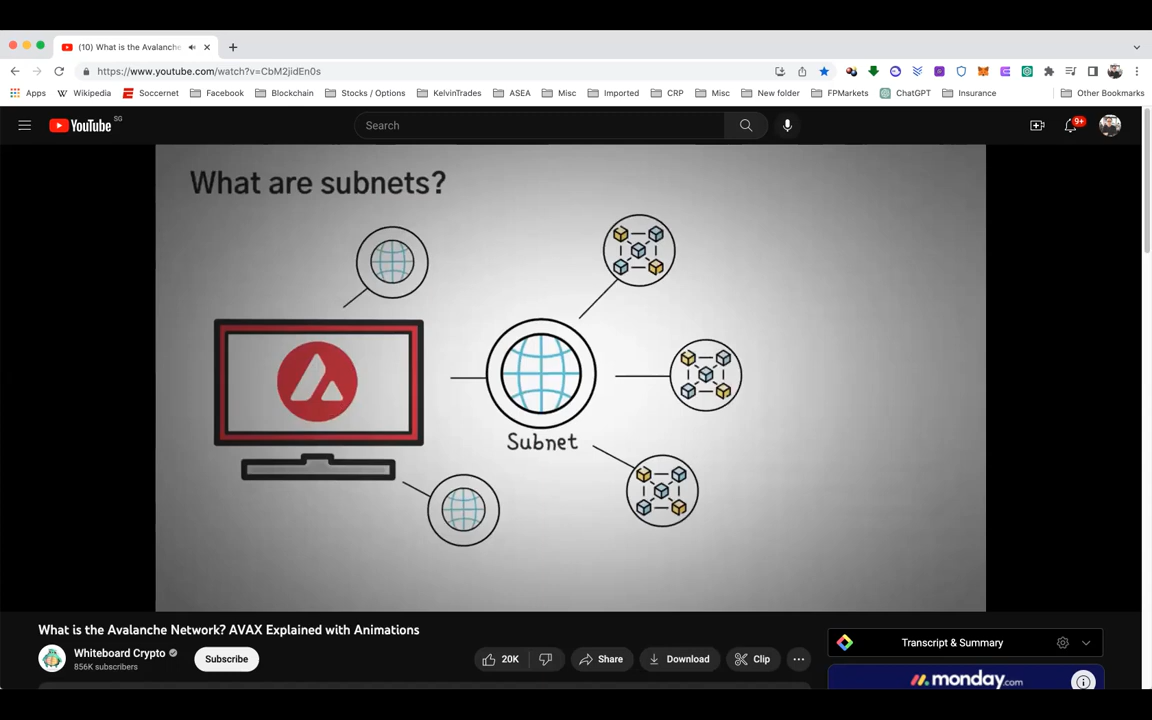 (10) What is the Avalanche
https://www.youtube.com/watch?v=CbM2jidEn0s
Apps Wikipedia Soccernet Facebook Blockchain Stocks / Options KelvinTrades ASEA Misc Imported CRP Misc New folder FPMarkets ChatGPT Insurance Other Bookmarks
YouTube SG Search 9+
What are subnets?
Subnet
What is the Avalanche Network? AVAX Explained with Animations
Whiteboard Crypto
856K subscribers
Subscribe
20K Share Download Clip
Transcript & Summary
monday.com